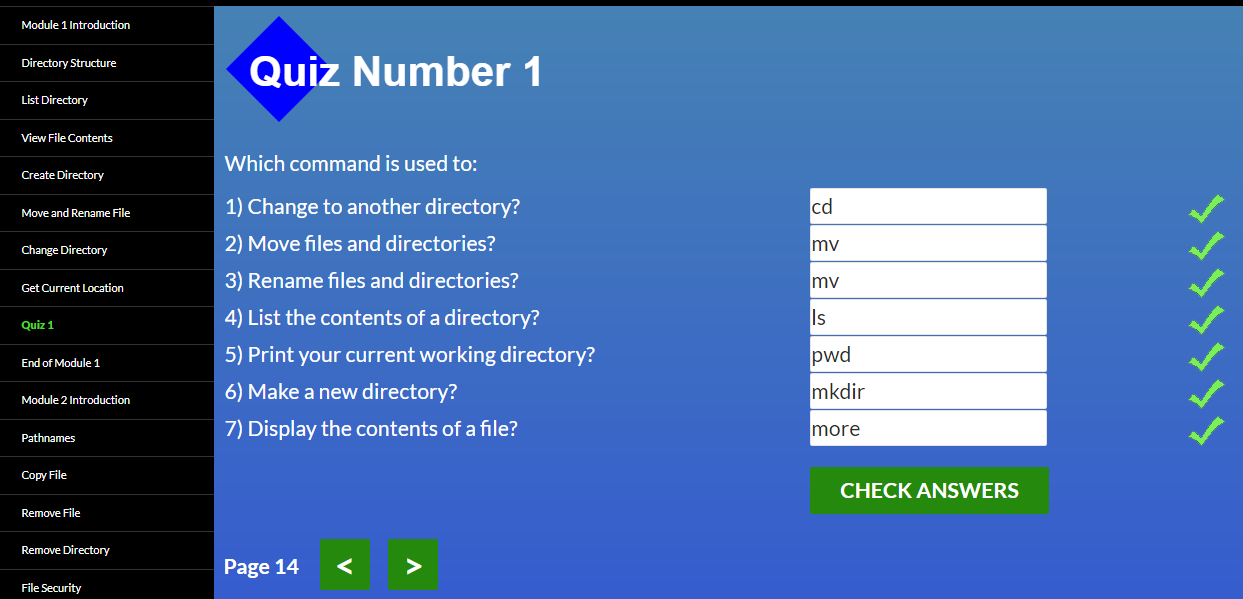 Module 1 Introduction
Directory Structure
List Directory
View File Contents
Create Directory
Move and Rename File
Change Directory
Get Current Location
Quiz 1
End of Module 1
Module 2 Introduction
Pathnames
Copy File
Remove File
Remove Directory
File Security
Quiz Number 1
Which command is used to:
1) Change to another directory? cd
2) Move files and directories? mv
3) Rename files and directories? mv
4) List the contents of a directory? ls
5) Print your current working directory? pwd
6) Make a new directory? mkdir
7) Display the contents of a file? more
CHECK ANSWERS
Page 14 < >